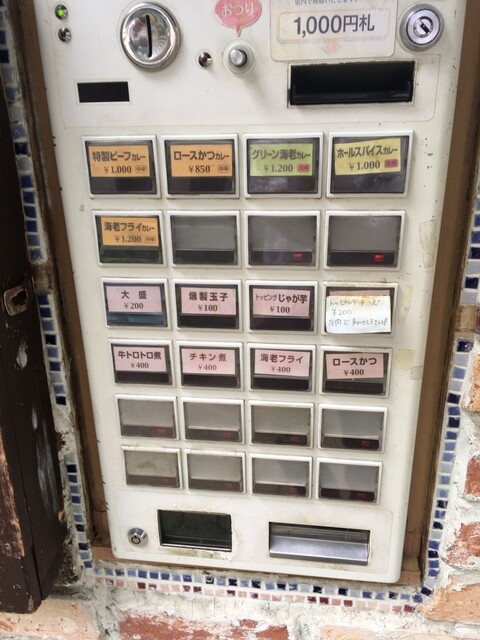 おつり
1,000円札
特製ビーフカレー
¥1,000
ロースかつカレー
¥850
グリーン海老カレー
¥1,200
ホールスパイスカレー
¥1,000
海老フライカレー
¥1,200
大盛
¥200
燻製玉子
¥100
トッピングじゃが芋
¥100
¥200
牛トロトロ煮
¥400
チキン煮
¥400
海老フライ
¥400
ロースかつ
¥400